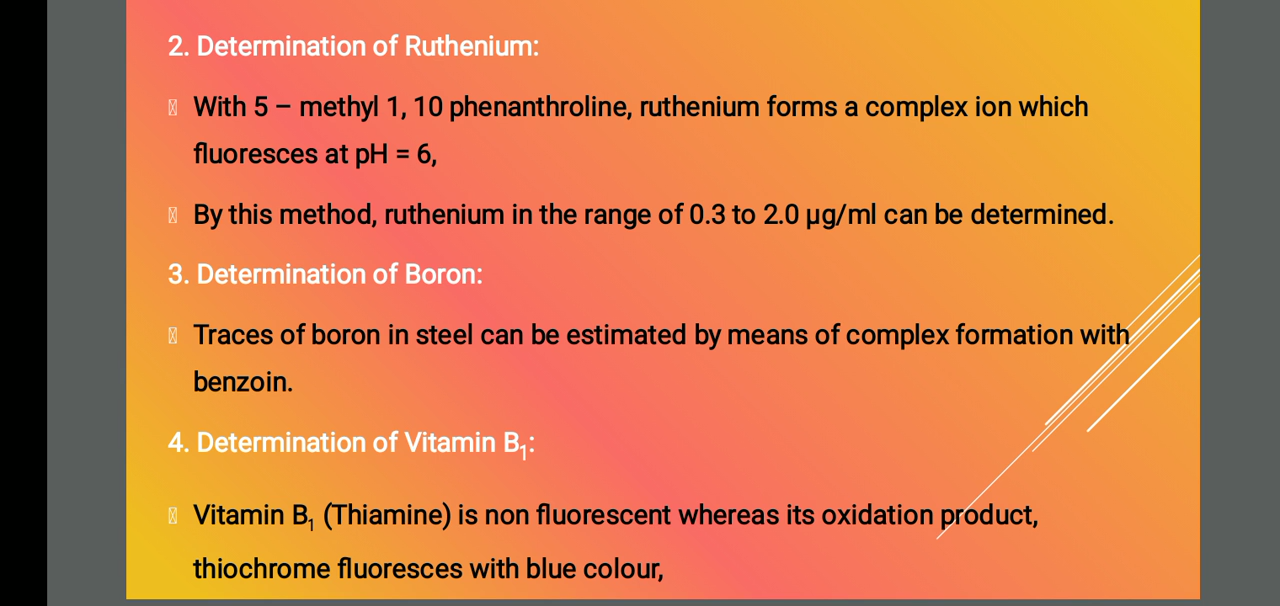 2. Determination of Ruthenium:
With 5 – methyl 1, 10 phenanthroline, ruthenium forms a complex ion which
fluoresces at pH = 6,
By this method, ruthenium in the range of 0.3 to 2.0 µg/ml can be determined.
3. Determination of Boron:
Traces of boron in steel can be estimated by means of complex formation with
benzoin.
4. Determination of Vitamin B₁:
Vitamin B₁ (Thiamine) is non fluorescent whereas its oxidation product,
thiochrome fluoresces with blue colour,